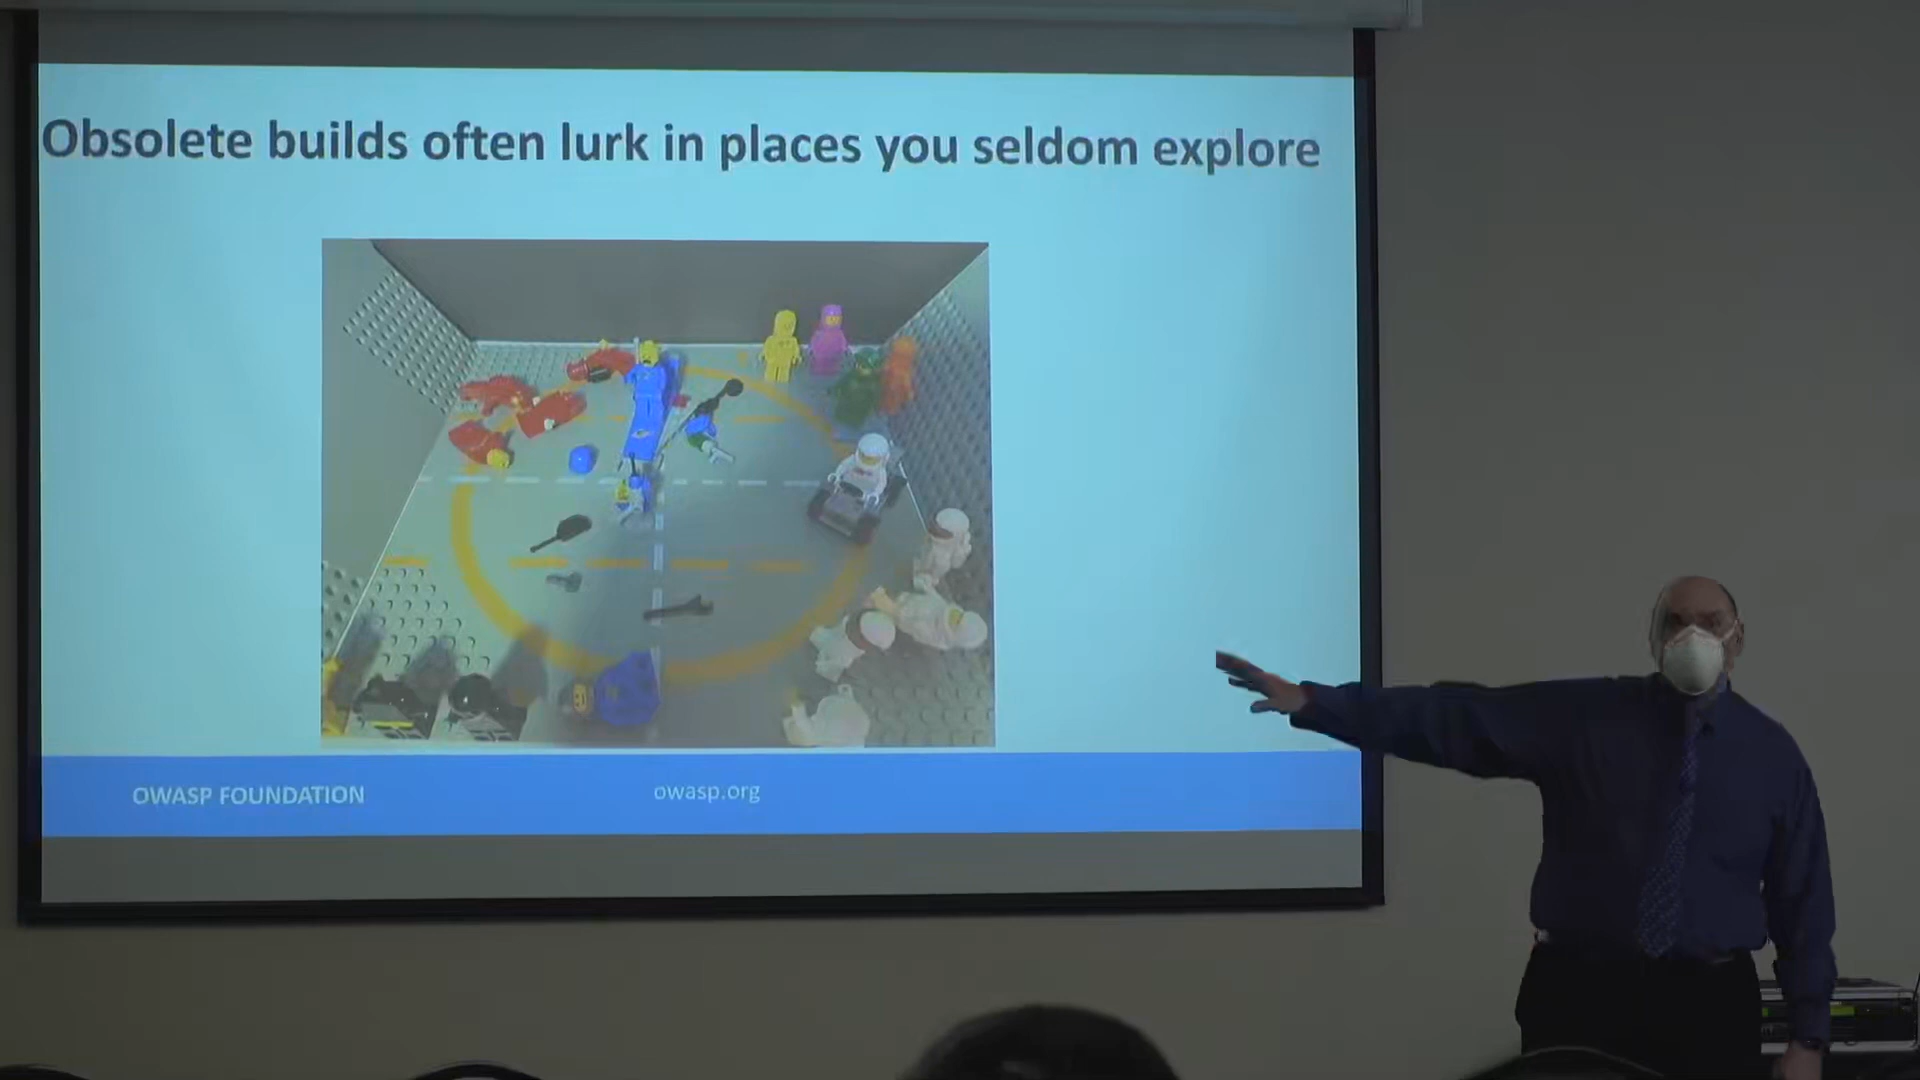 Obsolete builds often lurk in places you seldom explore
OWASP FOUNDATION
owasp.org